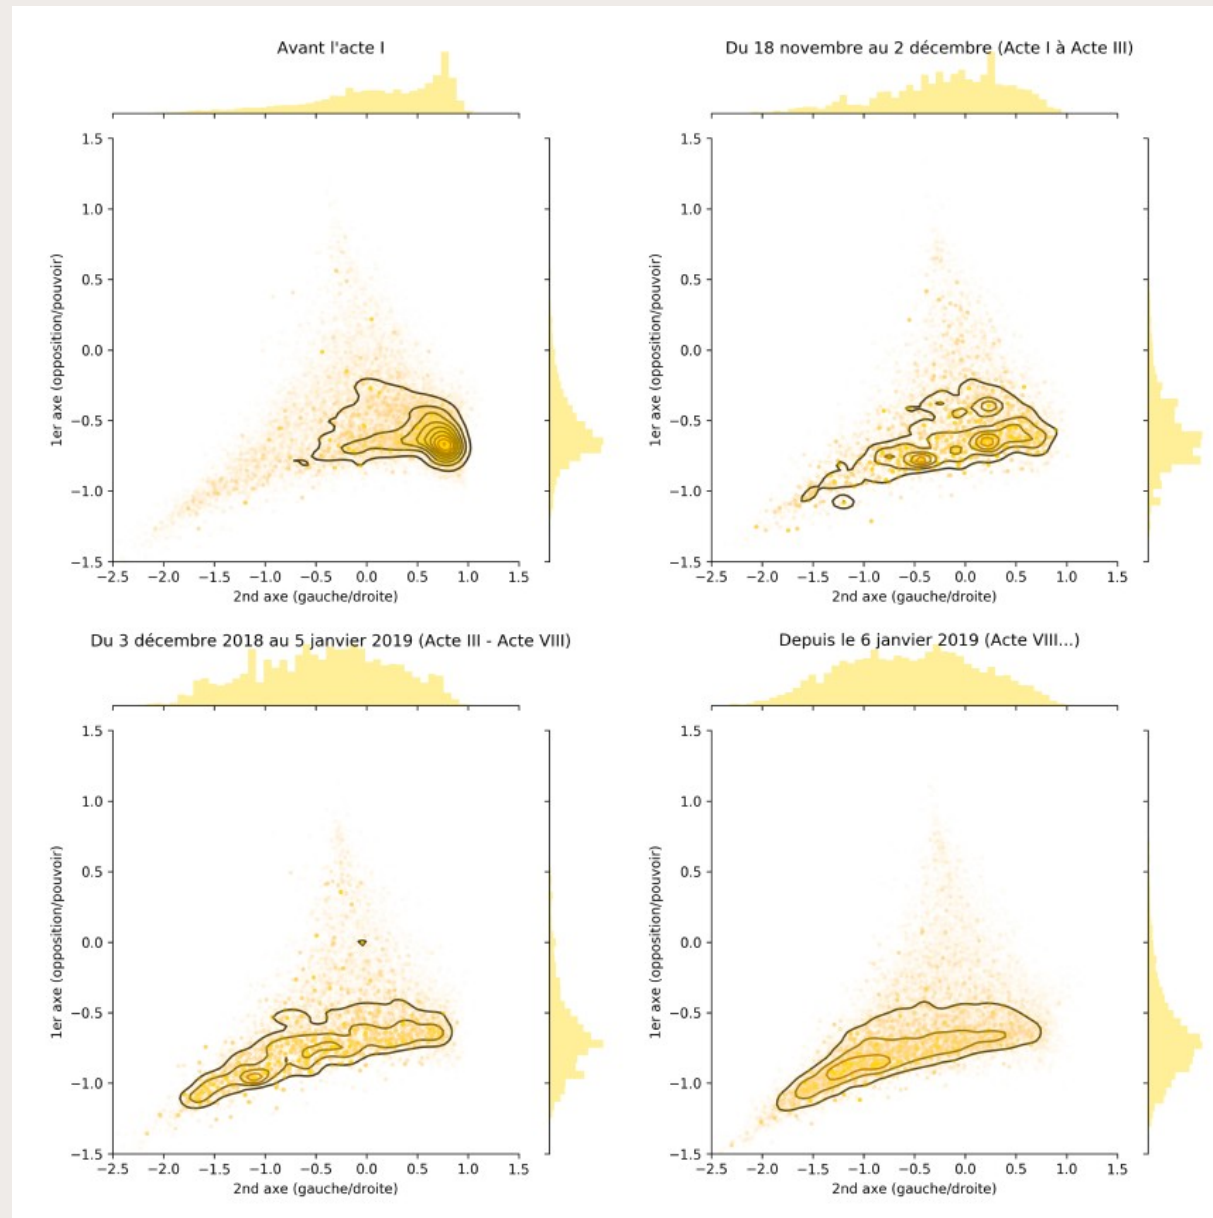 Avant l'acte I
1.5
1.0
0.5
0.0
−0.5
−1.0
−1.5
1er axe (opposition/pouvoir)
−2.5 −2.0 −1.5 −1.0 −0.5 0.0 0.5 1.0 1.5
2nd axe (gauche/droite)
Du 18 novembre au 2 décembre (Acte I à Acte III)
1.5
1.0
0.5
0.0
−0.5
−1.0
−1.5
1er axe (opposition/pouvoir)
−2.5 −2.0 −1.5 −1.0 −0.5 0.0 0.5 1.0 1.5
2nd axe (gauche/droite)
Du 3 décembre 2018 au 5 janvier 2019 (Acte III - Acte VIII)
1.5
1.0
0.5
0.0
−0.5
−1.0
−1.5
1er axe (opposition/pouvoir)
−2.5 −2.0 −1.5 −1.0 −0.5 0.0 0.5 1.0 1.5
2nd axe (gauche/droite)
Depuis le 6 janvier 2019 (Acte VIII...)
1.5
1.0
0.5
0.0
−0.5
−1.0
−1.5
1er axe (opposition/pouvoir)
−2.5 −2.0 −1.5 −1.0 −0.5 0.0 0.5 1.0 1.5
2nd axe (gauche/droite)